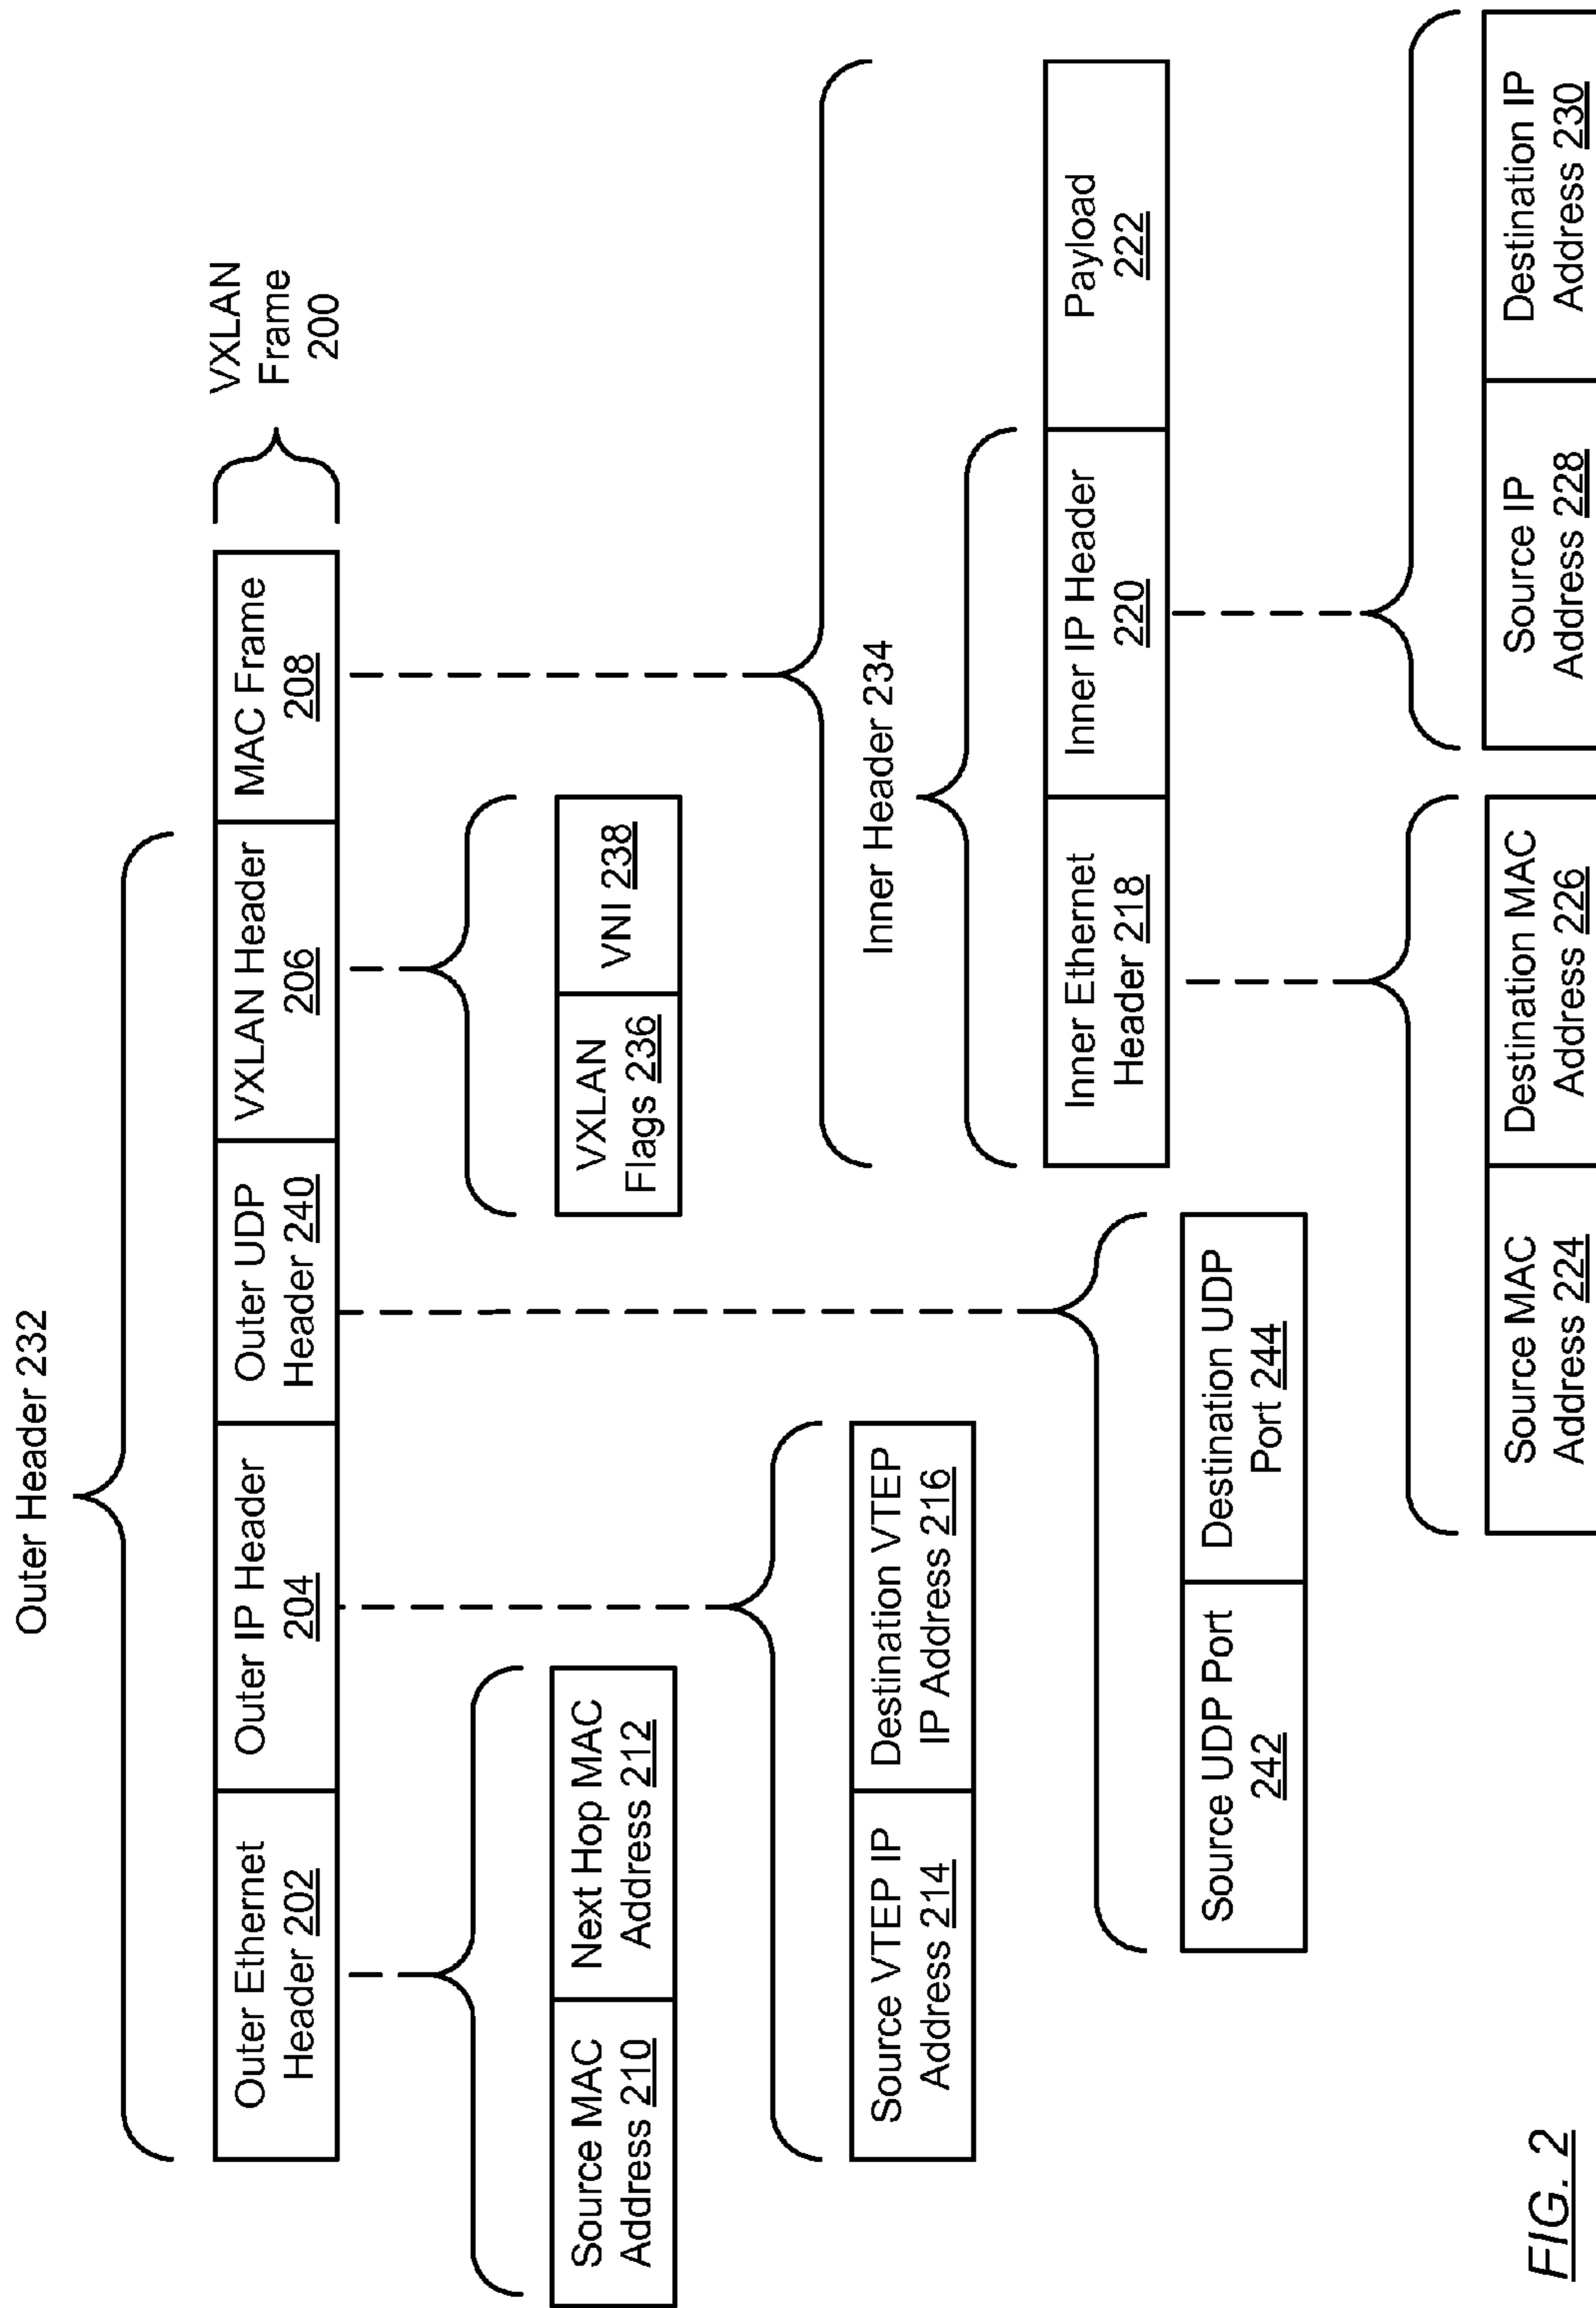 Outer Header 232
VXLAN
Frame
200
Outer Ethernet
Header 202
Outer IP Header
204
Outer UDP
Header 240
VXLAN Header
206
MAC Frame
208
Source MAC
Address 210
Next Hop MAC
Address 212
VXLAN
Flags 236
VNI 238
Source VTEP IP
Address 214
Destination VTEP
IP Address 216
Inner Header 234
Inner Ethernet
Header 218
Inner IP Header
220
Payload
222
Source UDP Port
242
Destination UDP
Port 244
Source MAC
Address 224
Destination MAC
Address 226
Source IP
Address 228
Destination IP
Address 230
FIG. 2